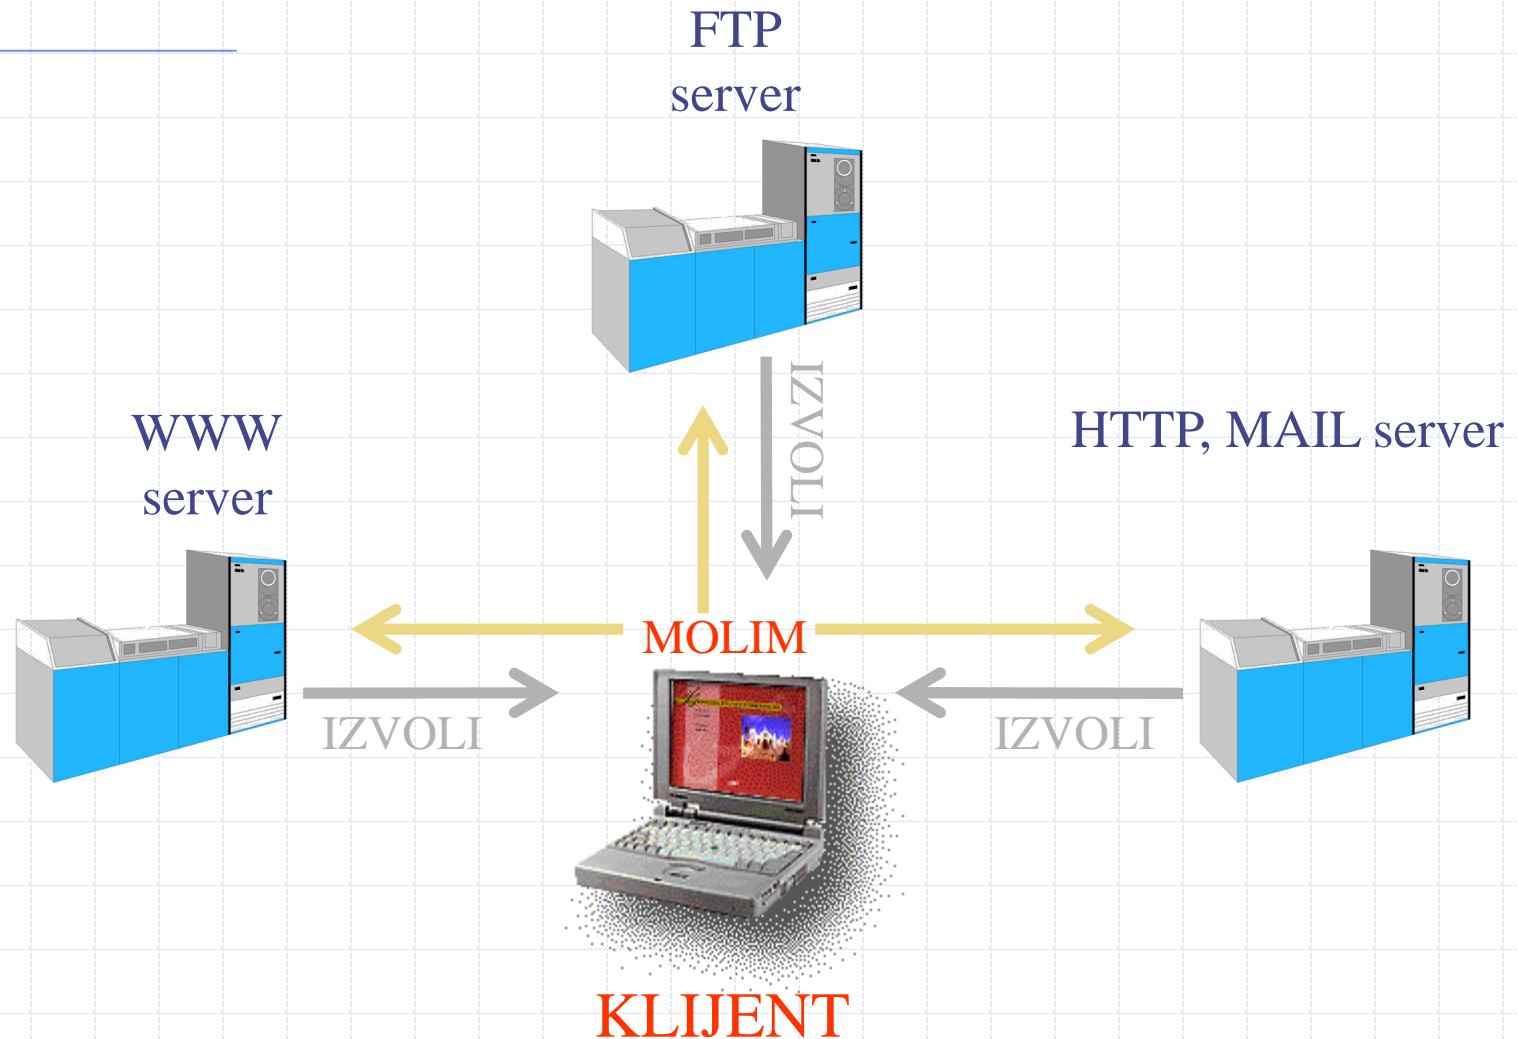 FTP
server
IZVOLI
WWW
server
HTTP, MAIL server
MOLIM
IZVOLI
IZVOLI
KLIJENT